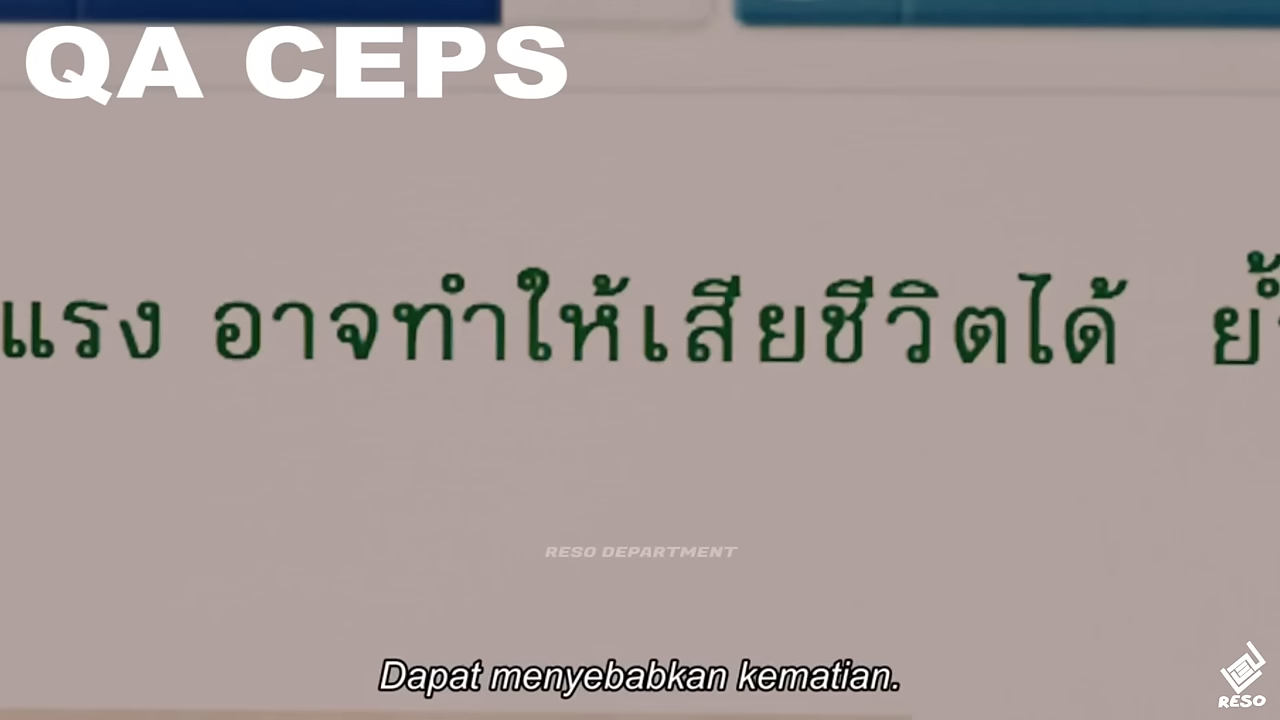 QA CEPS
แรง อาจทำให้เสียชีวิตได้
RESO DEPARTMENT
Dapat menyebabkan kematian.
RESO